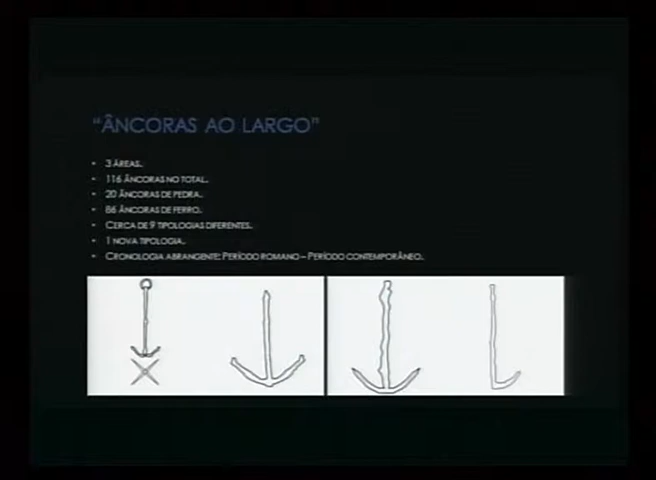 “ÂNCORAS AO LARGO”
• 3 ÁREAS.
• 116 ÂNCORAS NO TOTAL.
• 20 ÂNCORAS DE PEDRA.
• 86 ÂNCORAS DE FERRO.
• CERCA DE 9 TIPOLOGIAS DIFERENTES.
• 1 NOVA TIPOLOGIA.
• CRONOLOGIA ABRANGENTE: PERÍODO ROMANO – PERÍODO CONTEMPORÂNEO.